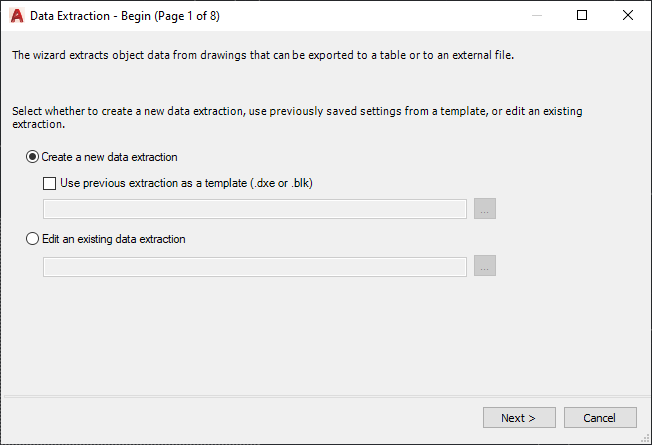 Data Extraction - Begin (Page 1 of 8)
The wizard extracts object data from drawings that can be exported to a table or to an external file.
Select whether to create a new data extraction, use previously saved settings from a template, or edit an existing
extraction.
Create a new data extraction
Use previous extraction as a template (.dxe or .blk)
...
Edit an existing data extraction
...
Next >
Cancel